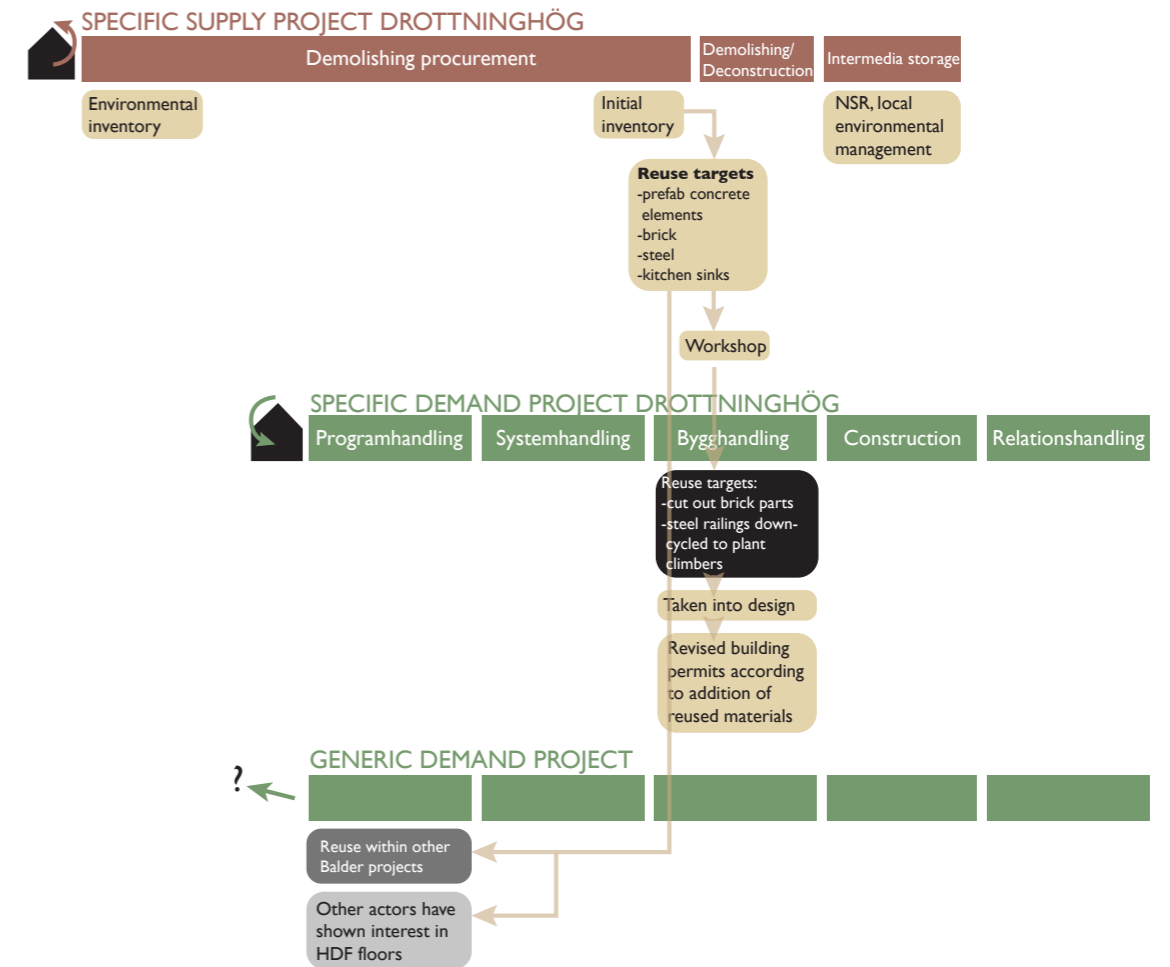 SPECIFIC SUPPLY PROJECT DROTTNINGHÖG
Demolishing procurement
Demolishing/
Deconstruction
Intermedia storage
Environmental
inventory
Initial
inventory
NSR, local
environmental
management
Reuse targets
-prefab concrete
elements
-brick
-steel
-kitchen sinks
Workshop
SPECIFIC DEMAND PROJECT DROTTNINGHÖG
Programhandling
Systemhandling
Bygghandling
Construction
Relationshandling
Reuse targets:
-cut out brick parts
-steel railings down-
cycled to plant
climbers
Taken into design
Revised building
permits according
to addition of
reused materials
GENERIC DEMAND PROJECT
?
Reuse within other
Balder projects
Other actors have
shown interest in
HDF floors